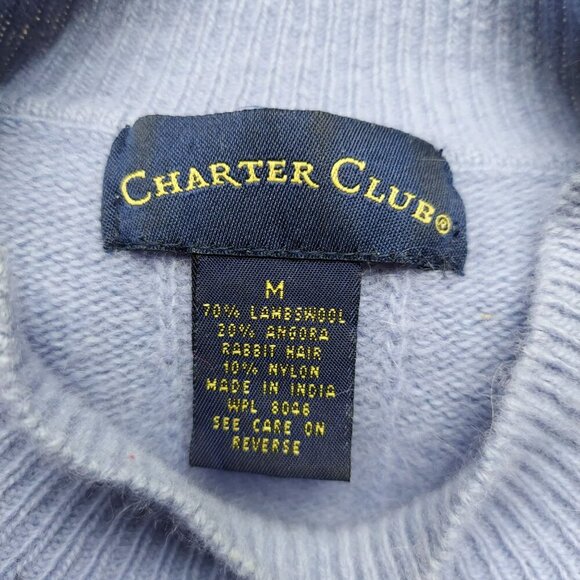 CHARTER CLUB®
M
70% LAMBSWOOL
20% ANGORA
RABBIT HAIR
10% NYLON
MADE IN INDIA
WPL 8046
SEE CARE ON
REVERSE